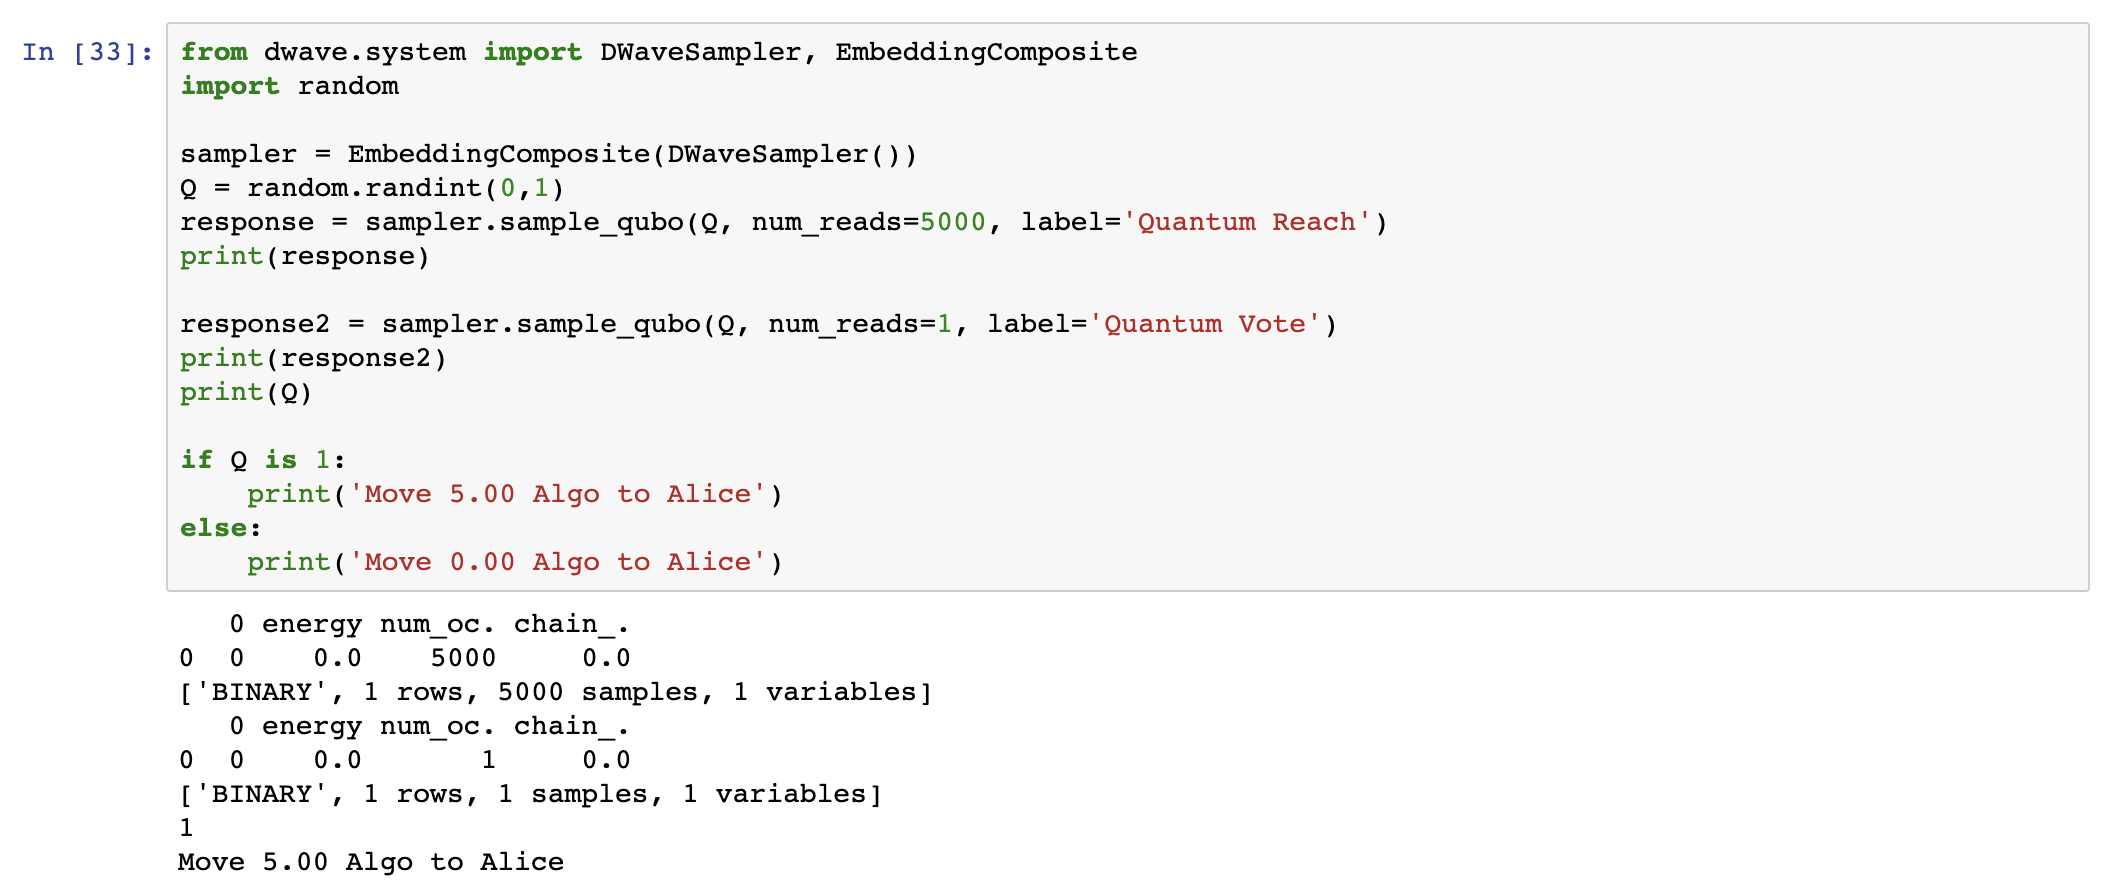 In [33]: from dwave.system import DWaveSampler, EmbeddingComposite
import random
sampler = EmbeddingComposite(DWaveSampler())
Q = random.randint(0,1)
response = sampler.sample_qubo(Q, num_reads=5000, label='Quantum Reach')
print(response)
response2 = sampler.sample_qubo(Q, num_reads=1, label='Quantum Vote')
print(response2)
print(Q)
if Q is 1:
    print('Move 5.00 Algo to Alice')
else:
    print('Move 0.00 Algo to Alice')
   0 energy num_oc. chain_.
0  0    0.0    5000     0.0
['BINARY', 1 rows, 5000 samples, 1 variables]
   0 energy num_oc. chain_.
0  0    0.0       1     0.0
['BINARY', 1 rows, 1 samples, 1 variables]
1
Move 5.00 Algo to Alice